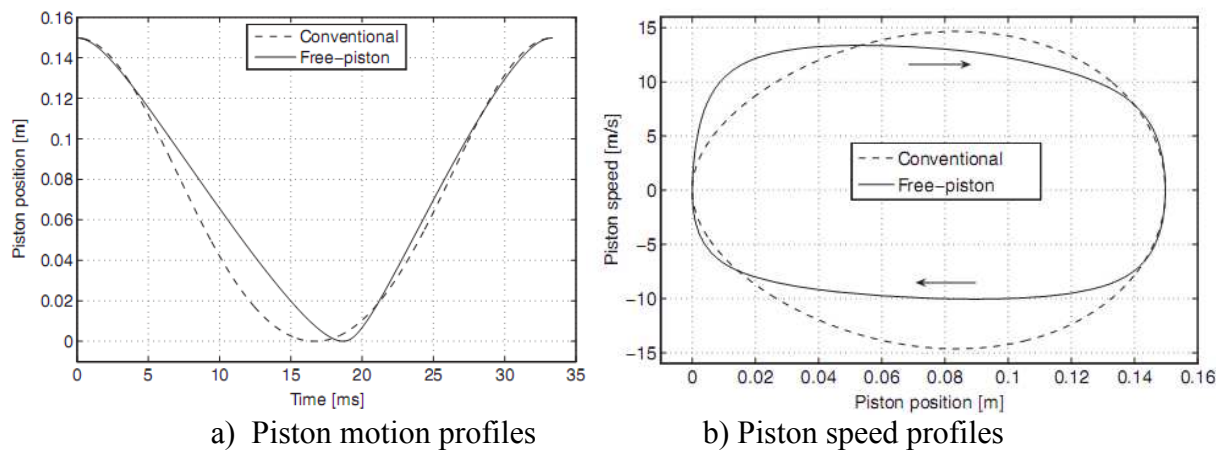 0.16
0.14
0.12
0.1
0.08
0.06
0.04
0.02
0
Piston position [m]
Conventional
Free-piston
0 5 10 15 20 25 30 35
Time [ms]
a) Piston motion profiles
15
10
5
0
−5
−10
−15
Piston speed [m/s]
Conventional
Free-piston
0 0.02 0.04 0.06 0.08 0.1 0.12 0.14 0.16
Piston position [m]
b) Piston speed profiles